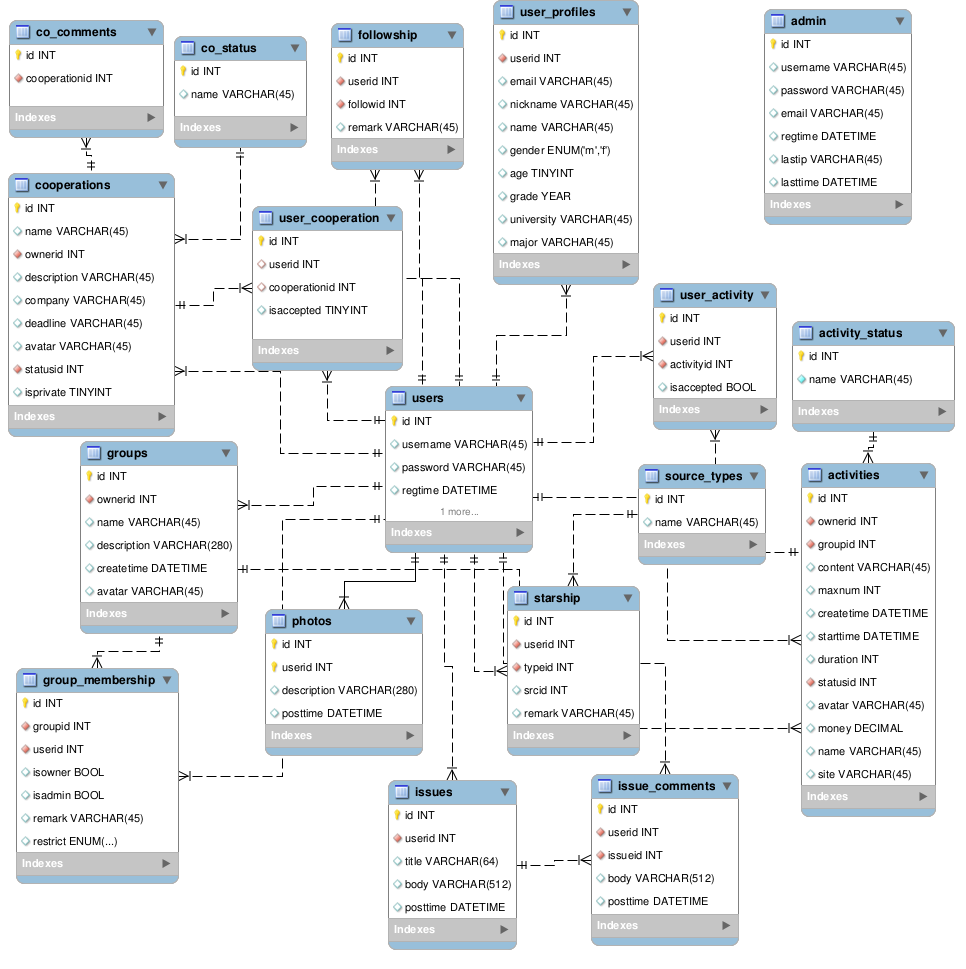 co_comments
id INT
cooperationid INT
Indexes
co_status
id INT
name VARCHAR(45)
Indexes
followship
id INT
userid INT
followid INT
remark VARCHAR(45)
Indexes
user_profiles
id INT
userid INT
email VARCHAR(45)
nickname VARCHAR(45)
name VARCHAR(45)
gender ENUM('m','f')
age TINYINT
grade YEAR
university VARCHAR(45)
major VARCHAR(45)
Indexes
admin
id INT
username VARCHAR(45)
password VARCHAR(45)
email VARCHAR(45)
regtime DATETIME
lastip VARCHAR(45)
lasttime DATETIME
Indexes
cooperations
id INT
name VARCHAR(45)
ownerid INT
description VARCHAR(45)
company VARCHAR(45)
deadline VARCHAR(45)
avatar VARCHAR(45)
statusid INT
isprivate TINYINT
Indexes
user_cooperation
id INT
userid INT
cooperationid INT
isaccepted TINYINT
Indexes
user_activity
id INT
userid INT
activityid INT
isaccepted BOOL
Indexes
activity_status
id INT
name VARCHAR(45)
Indexes
users
id INT
username VARCHAR(45)
password VARCHAR(45)
regtime DATETIME
1 more...
Indexes
groups
id INT
ownerid INT
name VARCHAR(45)
description VARCHAR(280)
createtime DATETIME
avatar VARCHAR(45)
Indexes
source_types
id INT
name VARCHAR(45)
Indexes
activities
id INT
ownerid INT
groupid INT
content VARCHAR(45)
maxnum INT
createtime DATETIME
starttime DATETIME
duration INT
statusid INT
avatar VARCHAR(45)
money DECIMAL
name VARCHAR(45)
site VARCHAR(45)
Indexes
photos
id INT
userid INT
description VARCHAR(280)
posttime DATETIME
Indexes
starship
id INT
userid INT
typeid INT
srcid INT
remark VARCHAR(45)
Indexes
group_membership
id INT
groupid INT
userid INT
isowner BOOL
isadmin BOOL
remark VARCHAR(45)
restrict ENUM(...)
Indexes
issues
id INT
userid INT
title VARCHAR(64)
body VARCHAR(512)
posttime DATETIME
Indexes
issue_comments
id INT
userid INT
issueid INT
body VARCHAR(512)
posttime DATETIME
Indexes